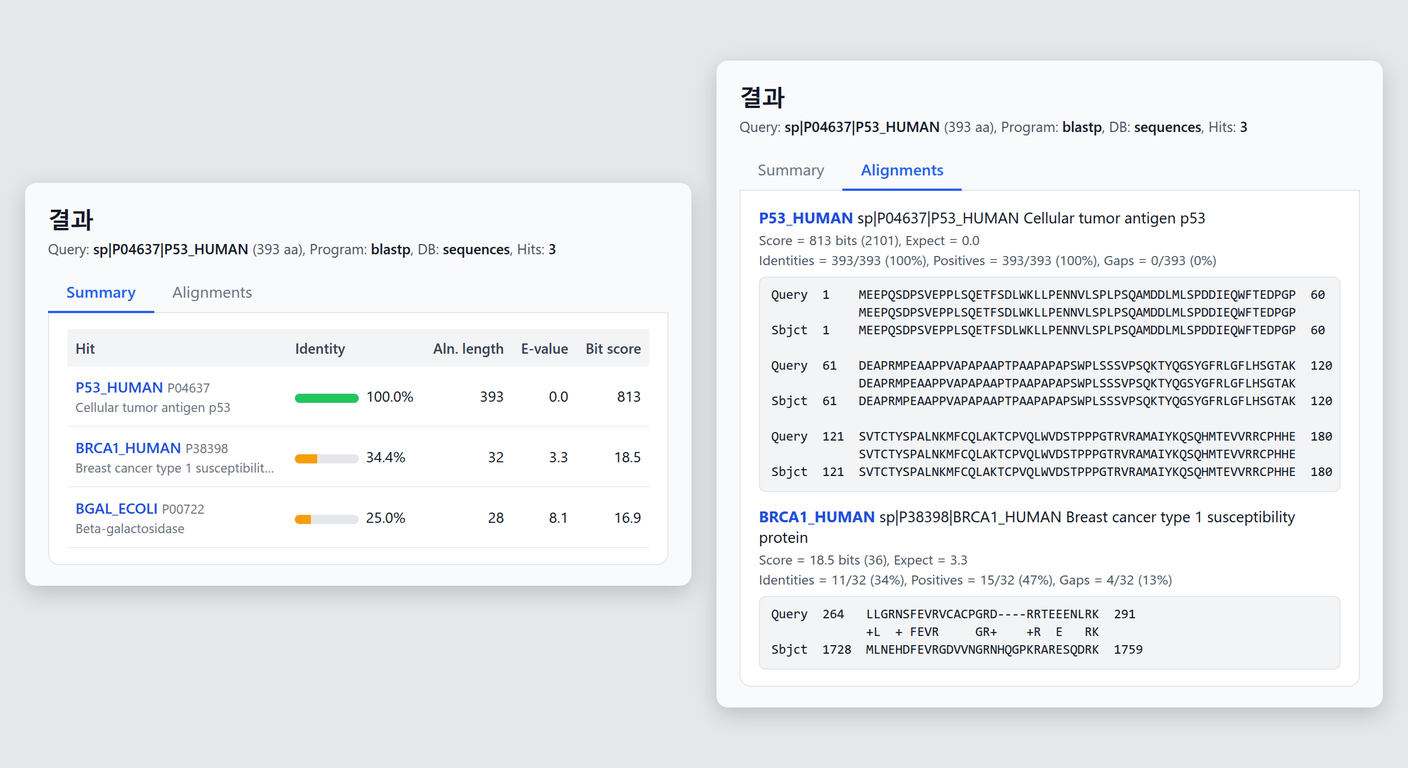 결과
Query: sp|P04637|P53_HUMAN (393 aa), Program: blastp, DB: sequences, Hits: 3
Summary Alignments
Hit Identity Aln. length E-value Bit score
P53_HUMAN P04637 100.0% 393 0.0 813
Cellular tumor antigen p53
BRCA1_HUMAN P38398 34.4% 32 3.3 18.5
Breast cancer type 1 susceptibilit...
BGAL_ECOLI P00722 25.0% 28 8.1 16.9
Beta-galactosidase
결과
Query: sp|P04637|P53_HUMAN (393 aa), Program: blastp, DB: sequences, Hits: 3
Summary Alignments
P53_HUMAN sp|P04637|P53_HUMAN Cellular tumor antigen p53
Score = 813 bits (2101), Expect = 0.0
Identities = 393/393 (100%), Positives = 393/393 (100%), Gaps = 0/393 (0%)
Query 1 MEEPQSDPSVEPPLSQETFSDLWKLLPENNVLSPLPSQAMDDLMLSPDDIEQWFTEDPGP 60
MEEPQSDPSVEPPLSQETFSDLWKLLPENNVLSPLPSQAMDDLMLSPDDIEQWFTEDPGP
Sbjct 1 MEEPQSDPSVEPPLSQETFSDLWKLLPENNVLSPLPSQAMDDLMLSPDDIEQWFTEDPGP 60
Query 61 DEAPRMPEAAPPVAPAPAAPTPAAPAPAPSWPLSSSVPSQKTYQGSYGFRLGFLHSGTAK 120
DEAPRMPEAAPPVAPAPAAPTPAAPAPAPSWPLSSSVPSQKTYQGSYGFRLGFLHSGTAK
Sbjct 61 DEAPRMPEAAPPVAPAPAAPTPAAPAPAPSWPLSSSVPSQKTYQGSYGFRLGFLHSGTAK 120
Query 121 SVTCTYSPALNKMFCQLAKTCPVQLWVDSTPPPGTRVRAMAIYKQSQHMTEVVRRCPHHE 180
SVTCTYSPALNKMFCQLAKTCPVQLWVDSTPPPGTRVRAMAIYKQSQHMTEVVRRCPHHE
Sbjct 121 SVTCTYSPALNKMFCQLAKTCPVQLWVDSTPPPGTRVRAMAIYKQSQHMTEVVRRCPHHE 180
BRCA1_HUMAN sp|P38398|BRCA1_HUMAN Breast cancer type 1 susceptibility
protein
Score = 18.5 bits (36), Expect = 3.3
Identities = 11/32 (34%), Positives = 15/32 (47%), Gaps = 4/32 (13%)
Query 264 LLGRNSFEVRVCACPGRD----RRTEEENLRK 291
+L  + FEVR     GR+    +R  E   RK
Sbjct 1728 MLNEHDFEVRGDVVNGRNHQGPKRARESQDRK 1759